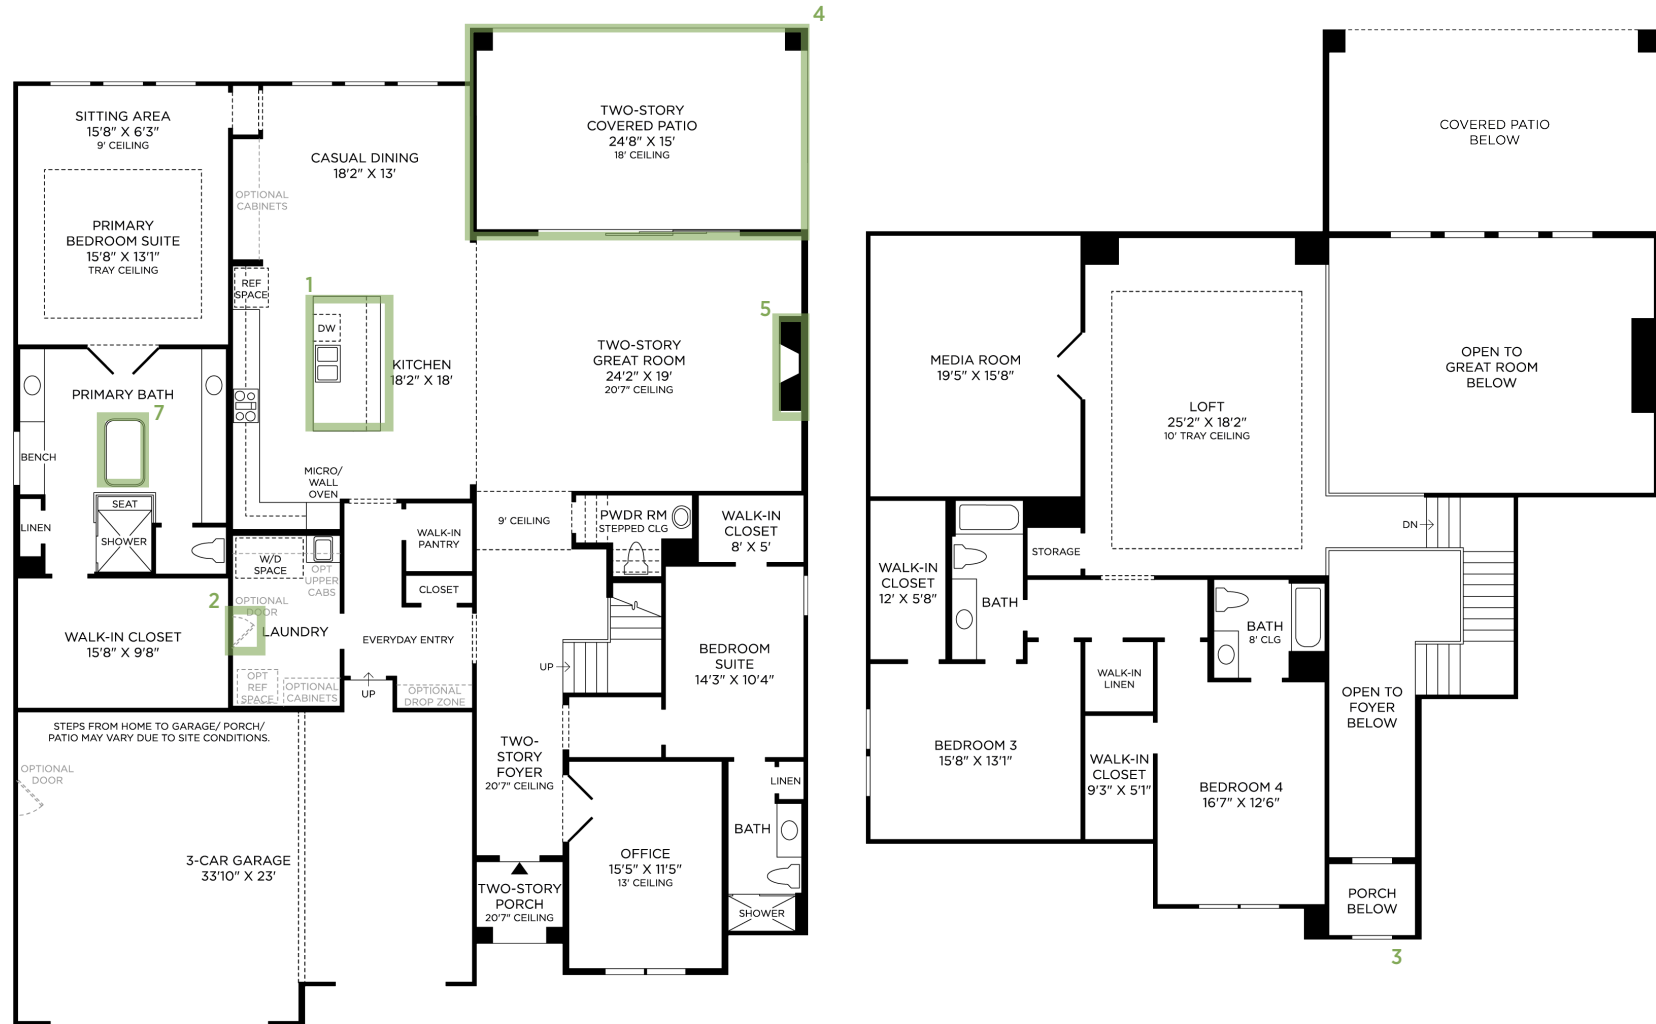 4
TWO-STORY
COVERED PATIO
24'8" X 15'
18' CEILING
SITTING AREA
15'8" X 6'3"
9' CEILING
PRIMARY
BEDROOM SUITE
15'8" X 13'1"
TRAY CEILING
CASUAL DINING
18'2" X 13'
OPTIONAL
CABINETS
REF
SPACE
1
DW
KITCHEN
18'2" X 18'
MICRO/
WALL
OVEN
5
TWO-STORY
GREAT ROOM
24'2" X 19'
20'7" CEILING
PRIMARY BATH
7
BENCH
LINEN
SEAT
SHOWER
WALK-IN CLOSET
15'8" X 9'8"
2
W/D
SPACE
OPT
UPPER
CABS
OPTIONAL
DOOR
LAUNDRY
OPT
REF
SPACE
OPTIONAL
CABINETS
WALK-IN
PANTRY
CLOSET
EVERYDAY ENTRY
UP
OPTIONAL
DROP ZONE
9' CEILING
PWDR RM
STEPPED CLG
WALK-IN
CLOSET
8' X 5'
UP
BEDROOM
SUITE
14'3" X 10'4"
STEPS FROM HOME TO GARAGE/ PORCH/
PATIO MAY VARY DUE TO SITE CONDITIONS.
OPTIONAL
DOOR
3-CAR GARAGE
33'10" X 23'
TWO-
STORY
FOYER
20'7" CEILING
TWO-STORY
PORCH
20'7" CEILING
OFFICE
15'5" X 11'5"
13' CEILING
LINEN
BATH
SHOWER
COVERED PATIO
BELOW
MEDIA ROOM
19'5" X 15'8"
LOFT
25'2" X 18'2"
10' TRAY CEILING
OPEN TO
GREAT ROOM
BELOW
DN
STORAGE
WALK-IN
CLOSET
12' X 5'8"
BATH
BATH
8' CLG
WALK-IN
LINEN
BEDROOM 3
15'8" X 13'1"
WALK-IN
CLOSET
9'3" X 5'1"
BEDROOM 4
16'7" X 12'6"
OPEN TO
FOYER
BELOW
PORCH
BELOW
3